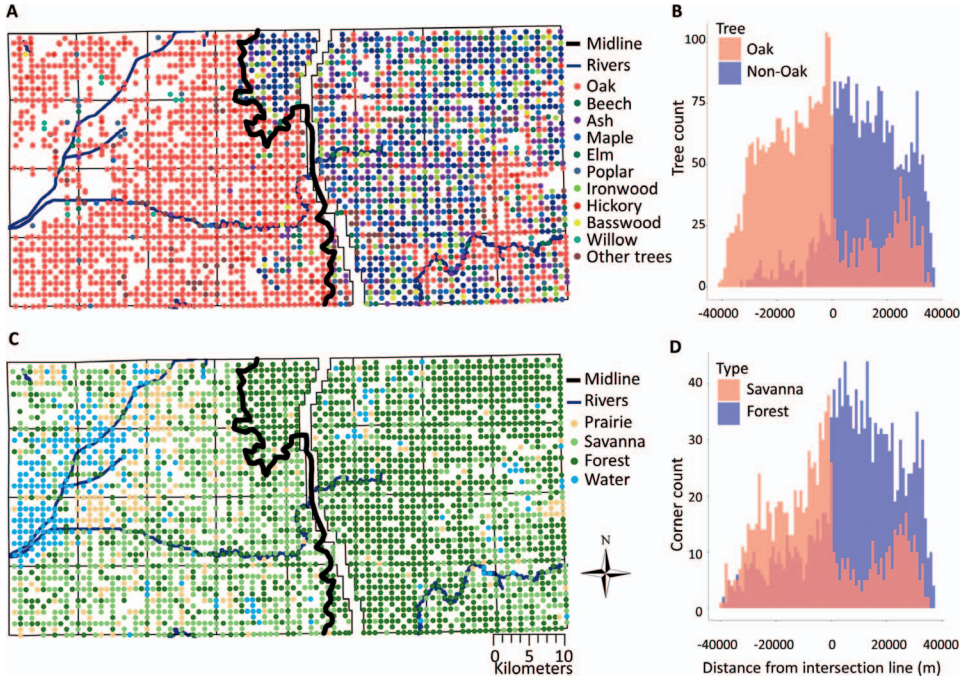 A
Midline
Rivers
Oak
Beech
Ash
Maple
Elm
Poplar
Ironwood
Hickory
Basswood
Willow
Other trees
B
Tree
Oak
Non-Oak
Tree count
100
75
50
25
0
-40000
-20000
0
20000
40000
C
Midline
Rivers
Prairie
Savanna
Forest
Water
N
0
5
10
Kilometers
D
Type
Savanna
Forest
Corner count
40
30
20
10
0
-40000
-20000
0
20000
40000
Distance from intersection line (m)